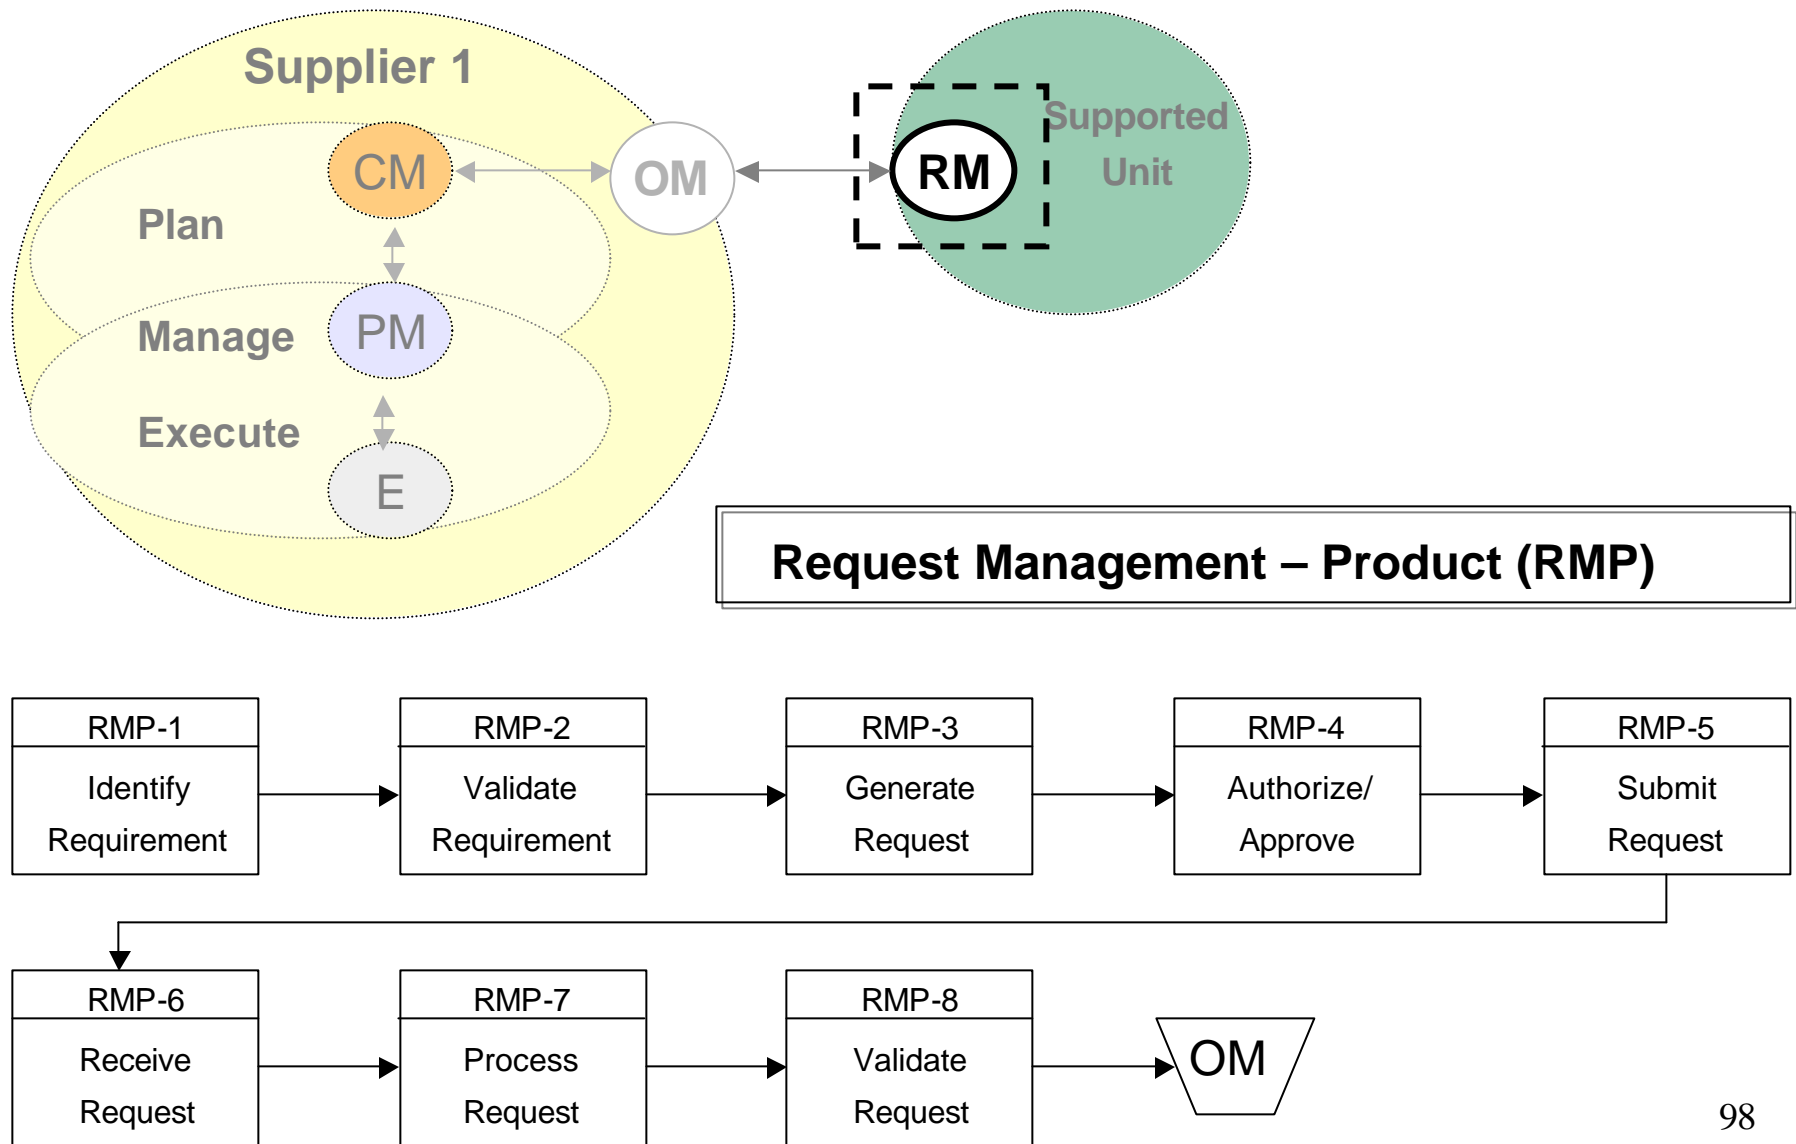 Supplier 1
Supported
Unit
CM
OM
RM
Plan
Manage
PM
Execute
E
Request Management – Product (RMP)
RMP-1
Identify
Requirement
RMP-2
Validate
Requirement
RMP-3
Generate
Request
RMP-4
Authorize/
Approve
RMP-5
Submit
Request
RMP-6
Receive
Request
RMP-7
Process
Request
RMP-8
Validate
Request
OM
98